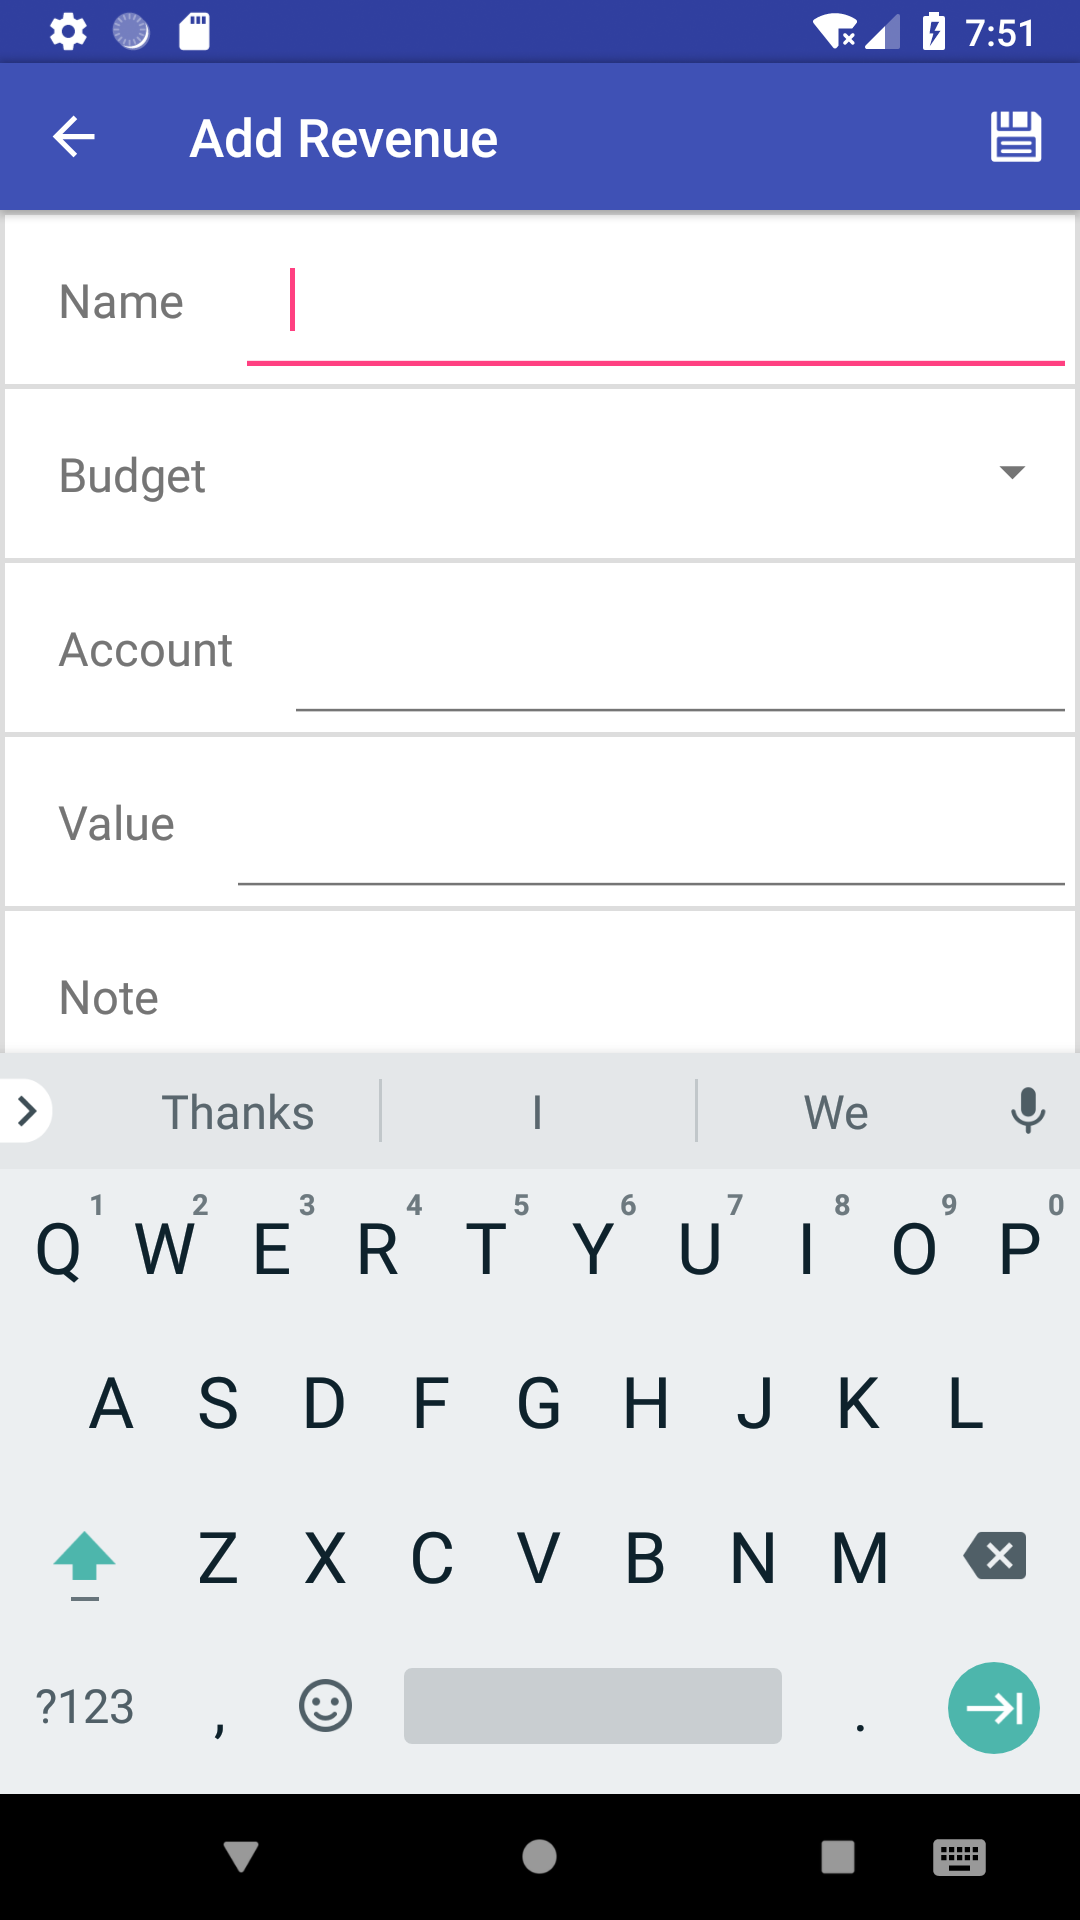 7:51
Add Revenue
Name
Budget
Account
Value
Note
Thanks I We
1 2 3 4 5 6 7 8 9 0
Q W E R T Y U I O P
A S D F G H J K L
Z X C V B N M
?123 , .